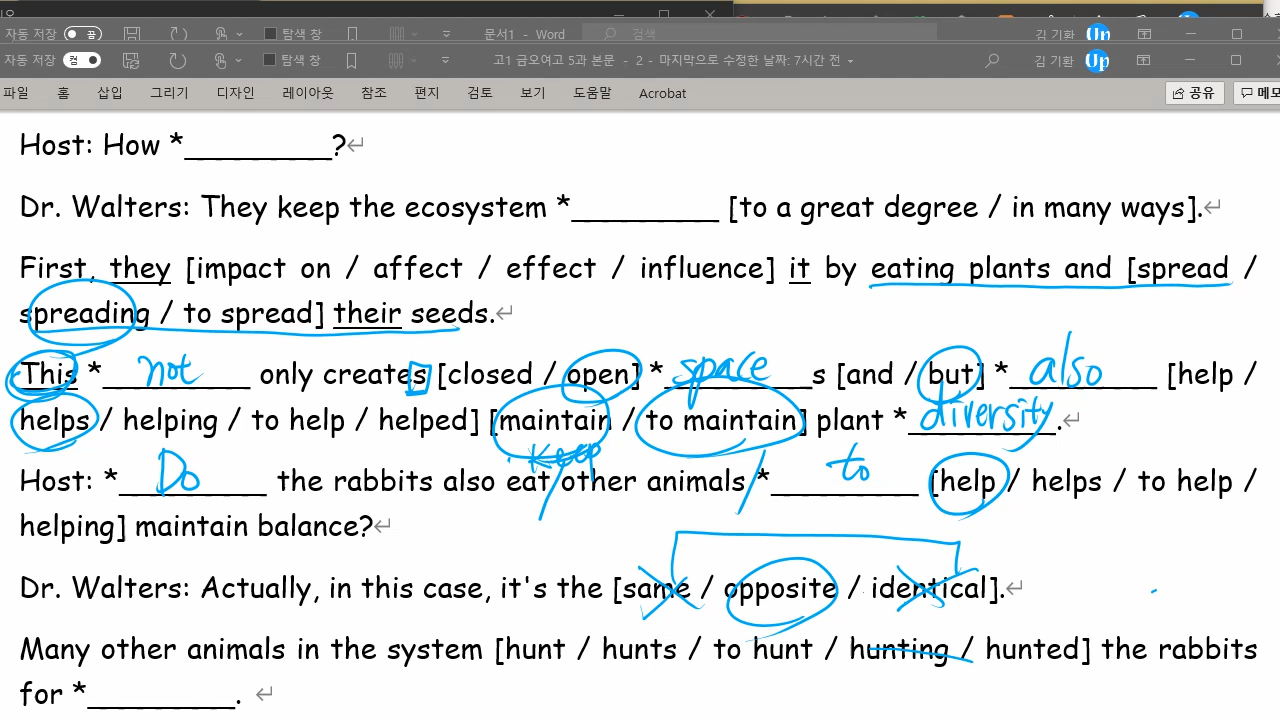 자동 저장 끔 탐색 창 문서1 - Word 검색 김 기환
자동 저장 켬 탐색 창 고1 금오여고 5과 본문 - 2 - 마지막으로 수정한 날짜: 7시간 전 김 기환
파일 홈 삽입 그리기 디자인 레이아웃 참조 편지 검토 보기 도움말 Acrobat 공유 메모
Host: How *_________?
Dr. Walters: They keep the ecosystem *_________ [to a great degree / in many ways].
First, they [impact on / affect / effect / influence] it by eating plants and [spread /
spreading / to spread] their seeds.
This *not only creates [closed / open] *spaces [and / but] *also [help /
helps / helping / to help / helped] [maintain / to maintain] plant *diversity.
keep
Host: *Do the rabbits also eat other animals *to [help / helps / to help /
helping] maintain balance?
Dr. Walters: Actually, in this case, it's the [same / opposite / identical].
Many other animals in the system [hunt / hunts / to hunt / hunting / hunted] the rabbits
for *_________.